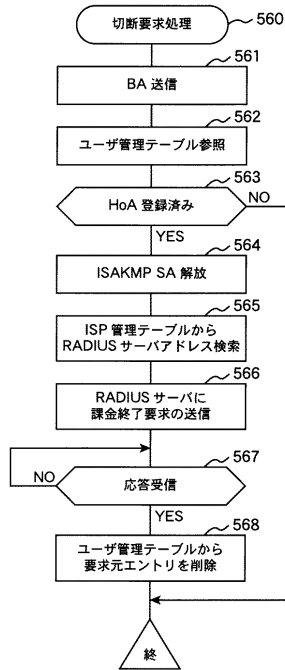 切断要求処理
560
561
BA 送信
562
ユーザ管理テーブル参照
563
HoA 登録済み
NO
YES
564
ISAKMP SA 解放
565
ISP 管理テーブルから
RADIUS サーバアドレス検索
566
RADIUS サーバに
課金終了要求の送信
567
NO
応答受信
YES
568
ユーザ管理テーブルから
要求元エントリを削除
終